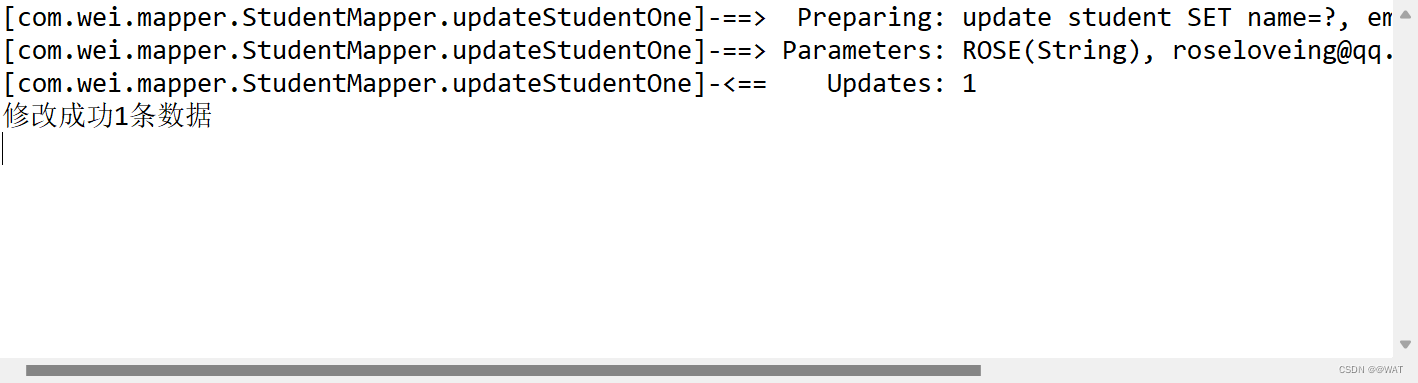 [com.wei.mapper.StudentMapper.updateStudentOne]-==>  Preparing: update student SET name=?, em
[com.wei.mapper.StudentMapper.updateStudentOne]-==> Parameters: ROSE(String), roseloveing@qq.
[com.wei.mapper.StudentMapper.updateStudentOne]-<==    Updates: 1
修改成功1条数据
CSDN @@WAT